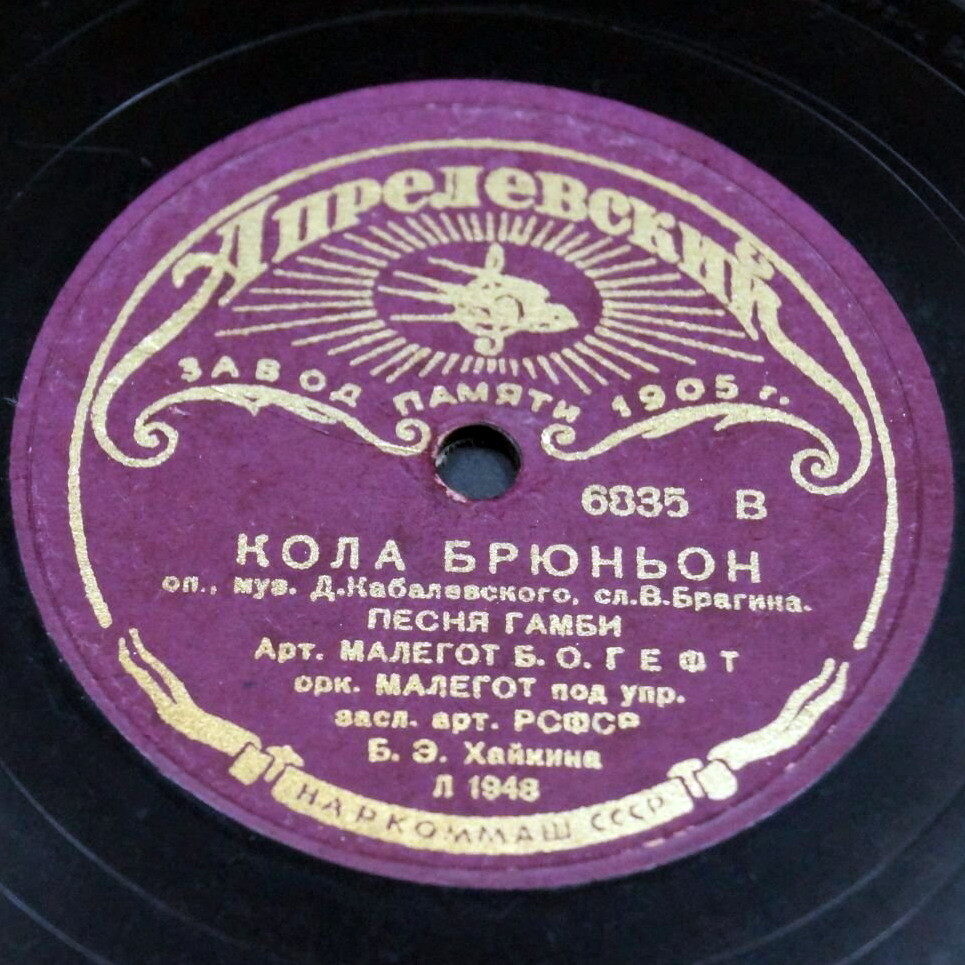 Апрелевский
ЗАВОД ПАМЯТИ 1905 г.
6835 В
КОЛА БРЮНЬОН
оп., муз. Д.Кабалевского, сл.В.Брагина.
ПЕСНЯ ГАМБИ
Арт. МАЛЕГОТ Б. О. Г Е Ф Т
орк. МАЛЕГОТ под упр.
засл. арт. РСФСР
Б. Э. Хайкина
Л 1948
НАРКОММАШ СССР